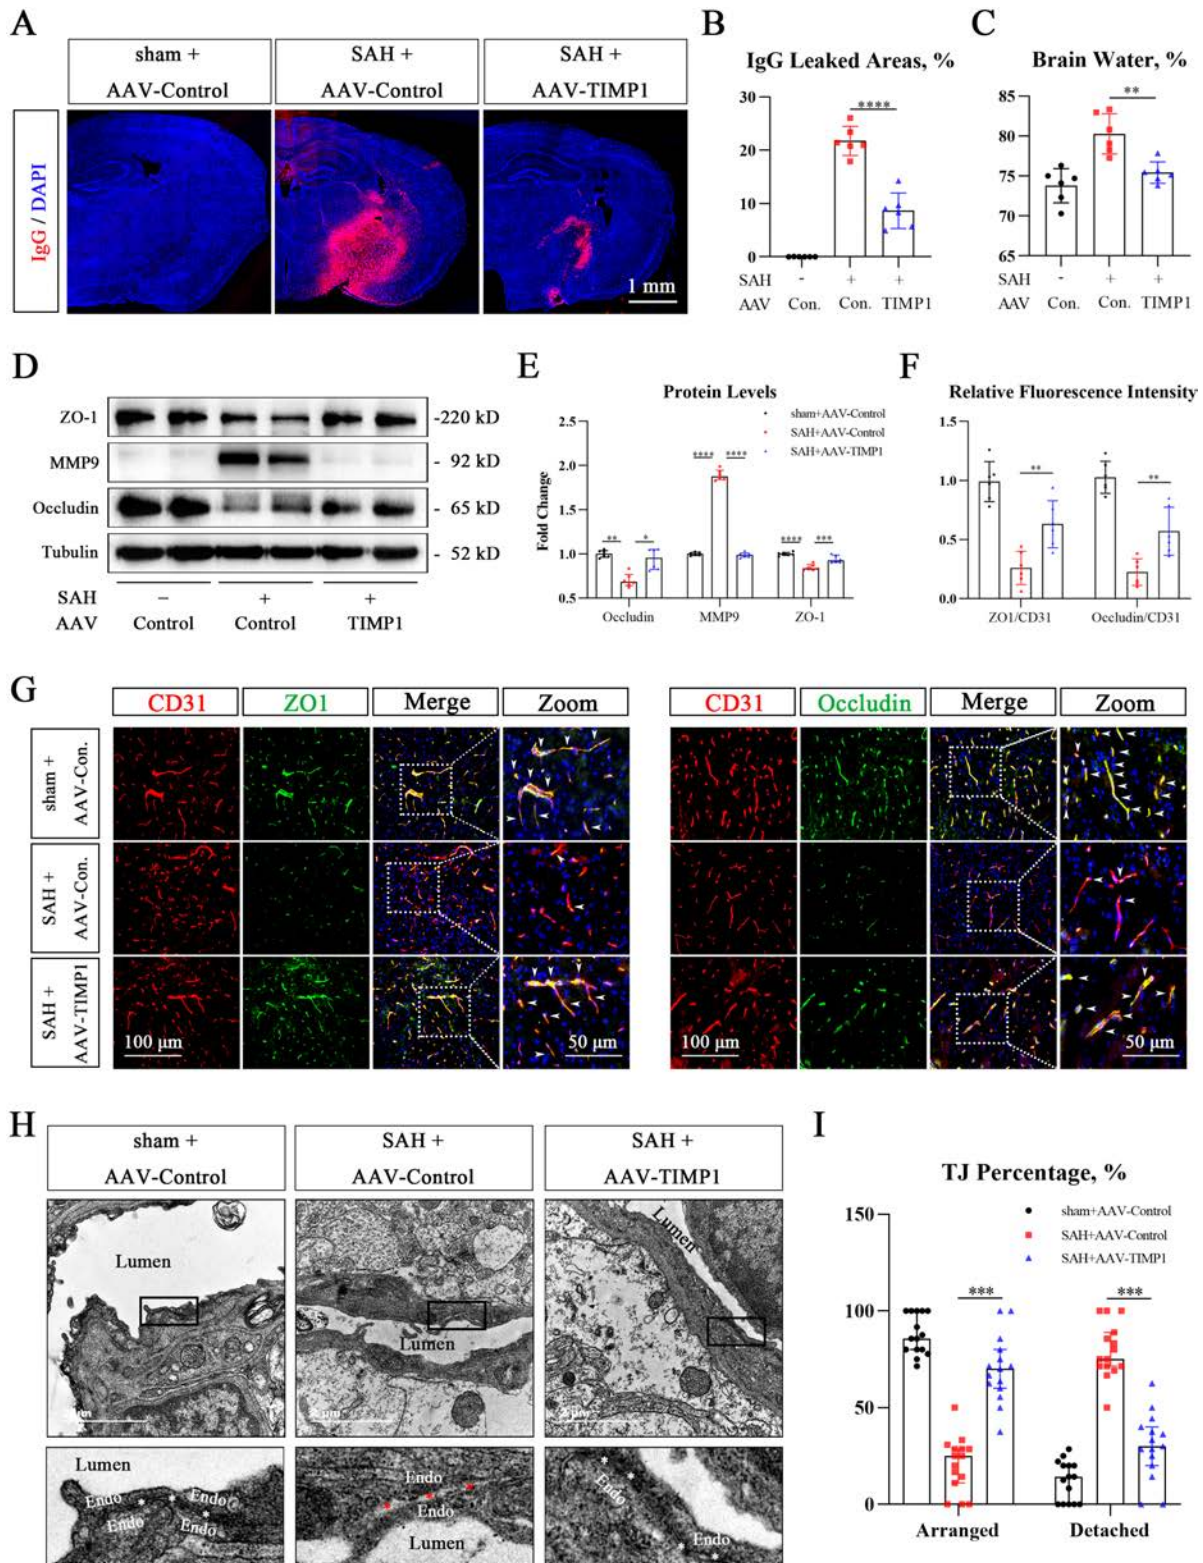 A
sham +
AAV-Control
SAH +
AAV-Control
SAH +
AAV-TIMP1
IgG / DAPI
1 mm
B
IgG Leaked Areas, %
30
20
10
0
****
SAH - + +
AAV Con. Con. TIMP1
C
Brain Water, %
85
80
75
70
65
**
SAH - + +
AAV Con. Con. TIMP1
D
ZO-1 -220 kD
MMP9 - 92 kD
Occludin - 65 kD
Tubulin - 52 kD
SAH – + +
AAV Control Control TIMP1
E
Protein Levels
sham+AAV-Control
SAH+AAV-Control
SAH+AAV-TIMP1
Fold Change
2.5
2.0
1.5
1.0
0.5
** * **** **** **** ***
Occludin MMP9 ZO-1
F
Relative Fluorescence Intensity
1.5
1.0
0.5
0.0
** **
ZO1/CD31 Occludin/CD31
G
CD31 ZO1 Merge Zoom
CD31 Occludin Merge Zoom
sham +
AAV-Con.
SAH +
AAV-Con.
SAH +
AAV-TIMP1
100 μm 50 μm
100 μm 50 μm
H
sham +
AAV-Control
SAH +
AAV-Control
SAH +
AAV-TIMP1
Lumen
Lumen
Lumen
Lumen
Endo
Endo
Endo
Endo
Endo
Endo
Lumen
Endo
Endo
I
TJ Percentage, %
sham+AAV-Control
SAH+AAV-Control
SAH+AAV-TIMP1
150
100
50
0
*** ***
Arranged Detached